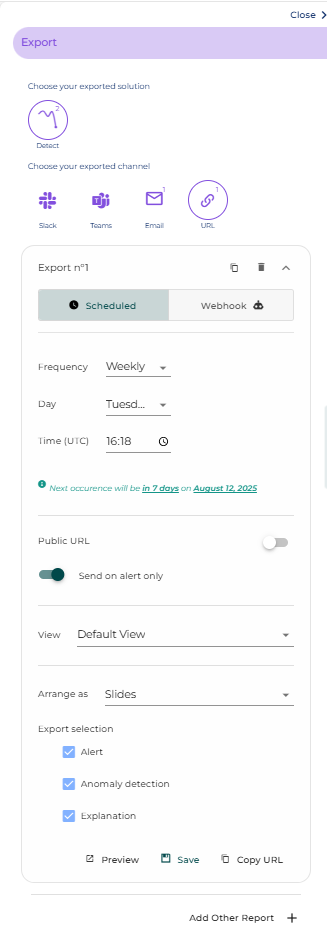 Close
Export
Choose your exported solution
2
Detect
Choose your exported channel
1
1
Slack
Teams
Email
URL
Export n°1
Scheduled
Webhook
Frequency
Weekly
Day
Tuesd...
Time (UTC)
16:18
Next occurence will be in 7 days on August 12, 2025
Public URL
Send on alert only
View
Default View
Arrange as
Slides
Export selection
Alert
Anomaly detection
Explanation
Preview
Save
Copy URL
Add Other Report